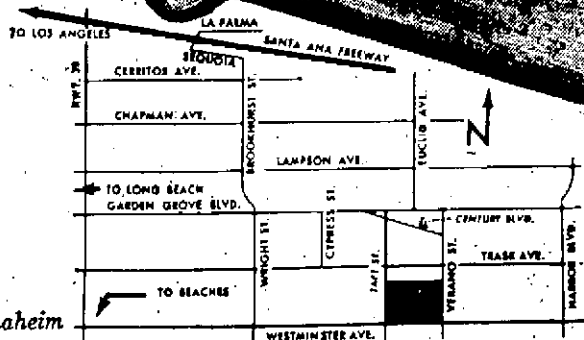 LA PALMA
TO LOS ANGELES
SANTA ANA FREEWAY
SEQUOIA
CERRITOS AVE.
HWY. 39
BROOKHURST ST.
CHAPMAN AVE.
EUCLID AVE.
N
LAMPSON AVE.
TO LONG BEACH
GARDEN GROVE BLVD.
CYPRESS ST.
CENTURY BLVD.
WRIGHT ST.
TAFT ST.
VERANO ST.
TRASK AVE.
HARBOR BLVD.
TO BEACHES
aheim
WESTMINSTER AVE.